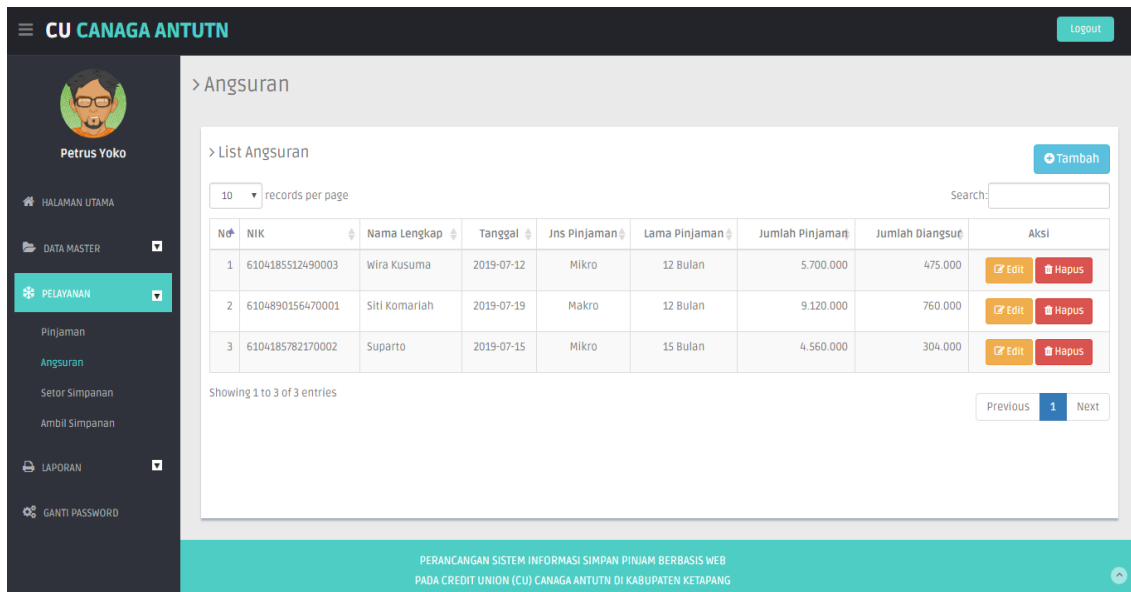 CU CANAGA ANTUTN
Logout
Petrus Yoko
HALAMAN UTAMA
DATA MASTER
PELAYANAN
Pinjaman
Angsuran
Setor Simpanan
Ambil Simpanan
LAPORAN
GANTI PASSWORD
> Angsuran
> List Angsuran
Tambah
10 records per page
Search:
No NIK Nama Lengkap Tanggal Jns Pinjaman Lama Pinjaman Jumlah Pinjaman Jumlah Diangsur Aksi
1 6104185512490003 Wira Kusuma 2019-07-12 Mikro 12 Bulan 5.700.000 475.000 Edit Hapus
2 6104890156470001 Siti Komariah 2019-07-19 Makro 12 Bulan 9.120.000 760.000 Edit Hapus
3 6104185782170002 Suparto 2019-07-15 Mikro 15 Bulan 4.560.000 304.000 Edit Hapus
Showing 1 to 3 of 3 entries
Previous 1 Next
PERANCANGAN SISTEM INFORMASI SIMPAN PINJAM BERBASIS WEB
PADA CREDIT UNION (CU) CANAGA ANTUTN DI KABUPATEN KETAPANG